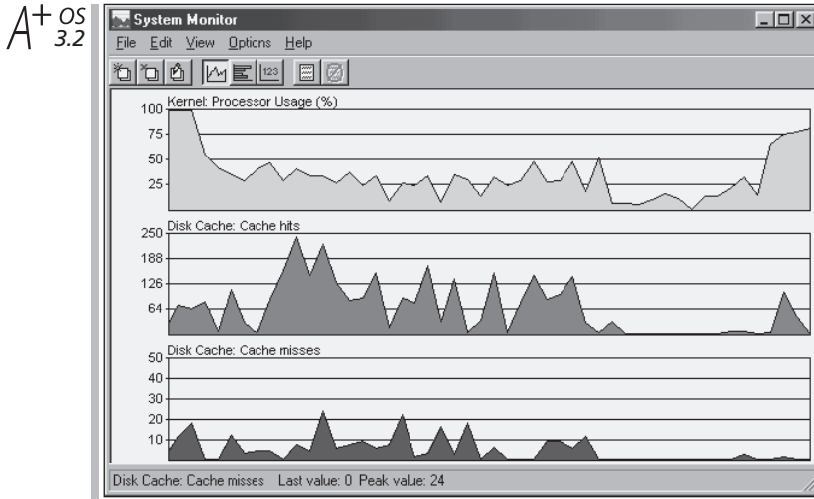 A+ OS
3.2
System Monitor
File Edit View Options Help
123
Kernel: Processor Usage (%)
100
75
50
25
Disk Cache: Cache hits
250
188
126
64
Disk Cache: Cache misses
50
40
30
20
10
Disk Cache: Cache misses Last value: 0 Peak value: 24